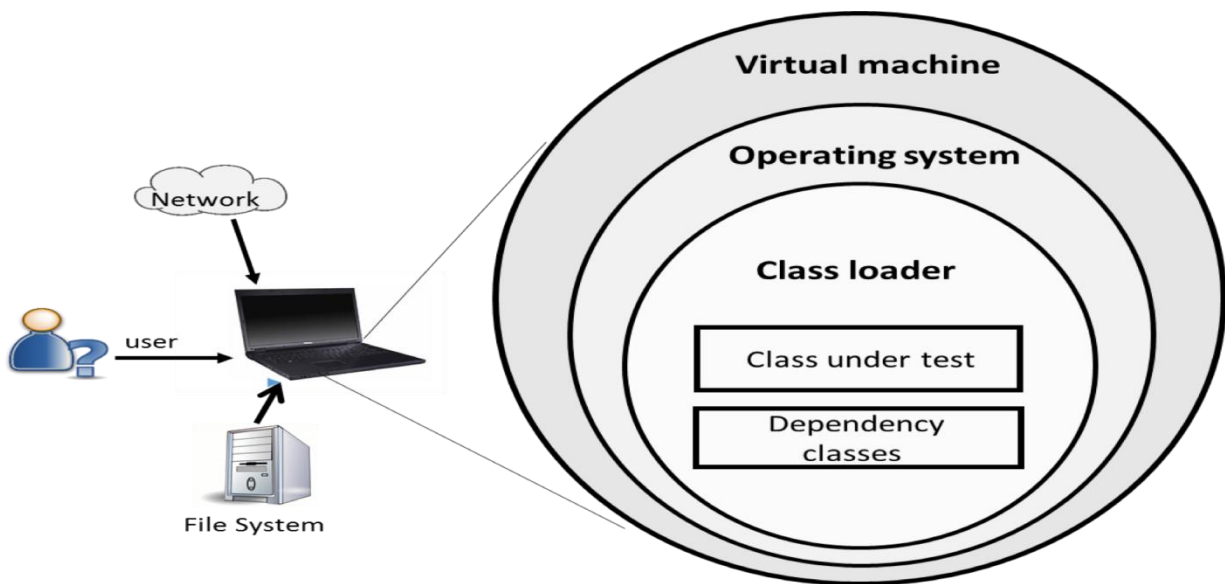 Virtual machine
Operating system
Network
Class loader
user
Class under test
Dependency
classes
File System